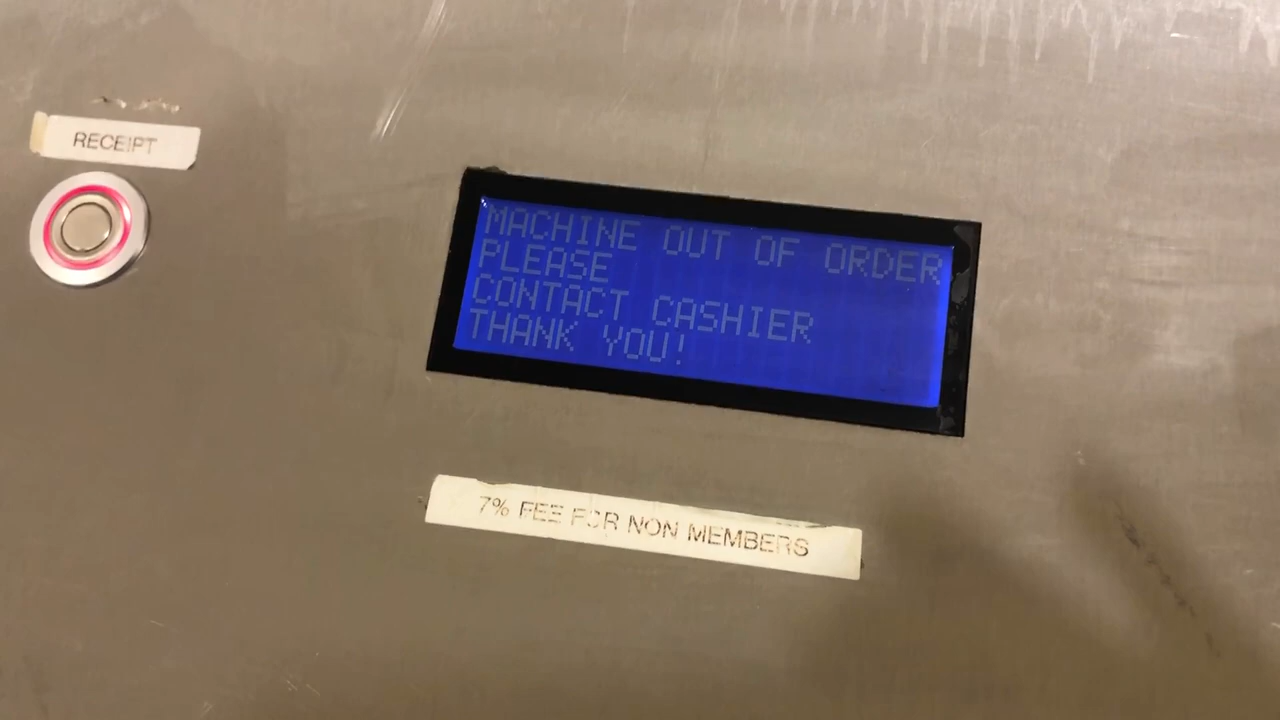 RECEIPT
MACHINE OUT OF ORDER
PLEASE
CONTACT CASHIER
THANK YOU!
7% FEE FOR NON MEMBERS